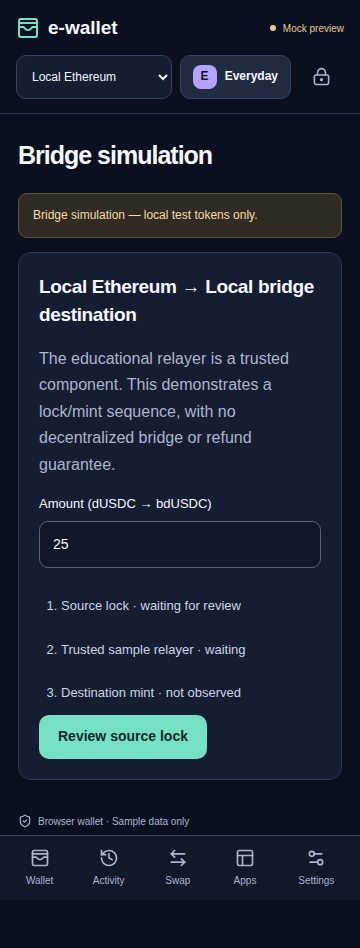 e-wallet
Mock preview
Local Ethereum
E
Everyday
Bridge simulation
Bridge simulation — local test tokens only.
Local Ethereum → Local bridge
destination
The educational relayer is a trusted
component. This demonstrates a
lock/mint sequence, with no
decentralized bridge or refund
guarantee.
Amount (dUSDC → bdUSDC)
25
1. Source lock · waiting for review
2. Trusted sample relayer · waiting
3. Destination mint · not observed
Review source lock
Browser wallet · Sample data only
Wallet
Activity
Swap
Apps
Settings